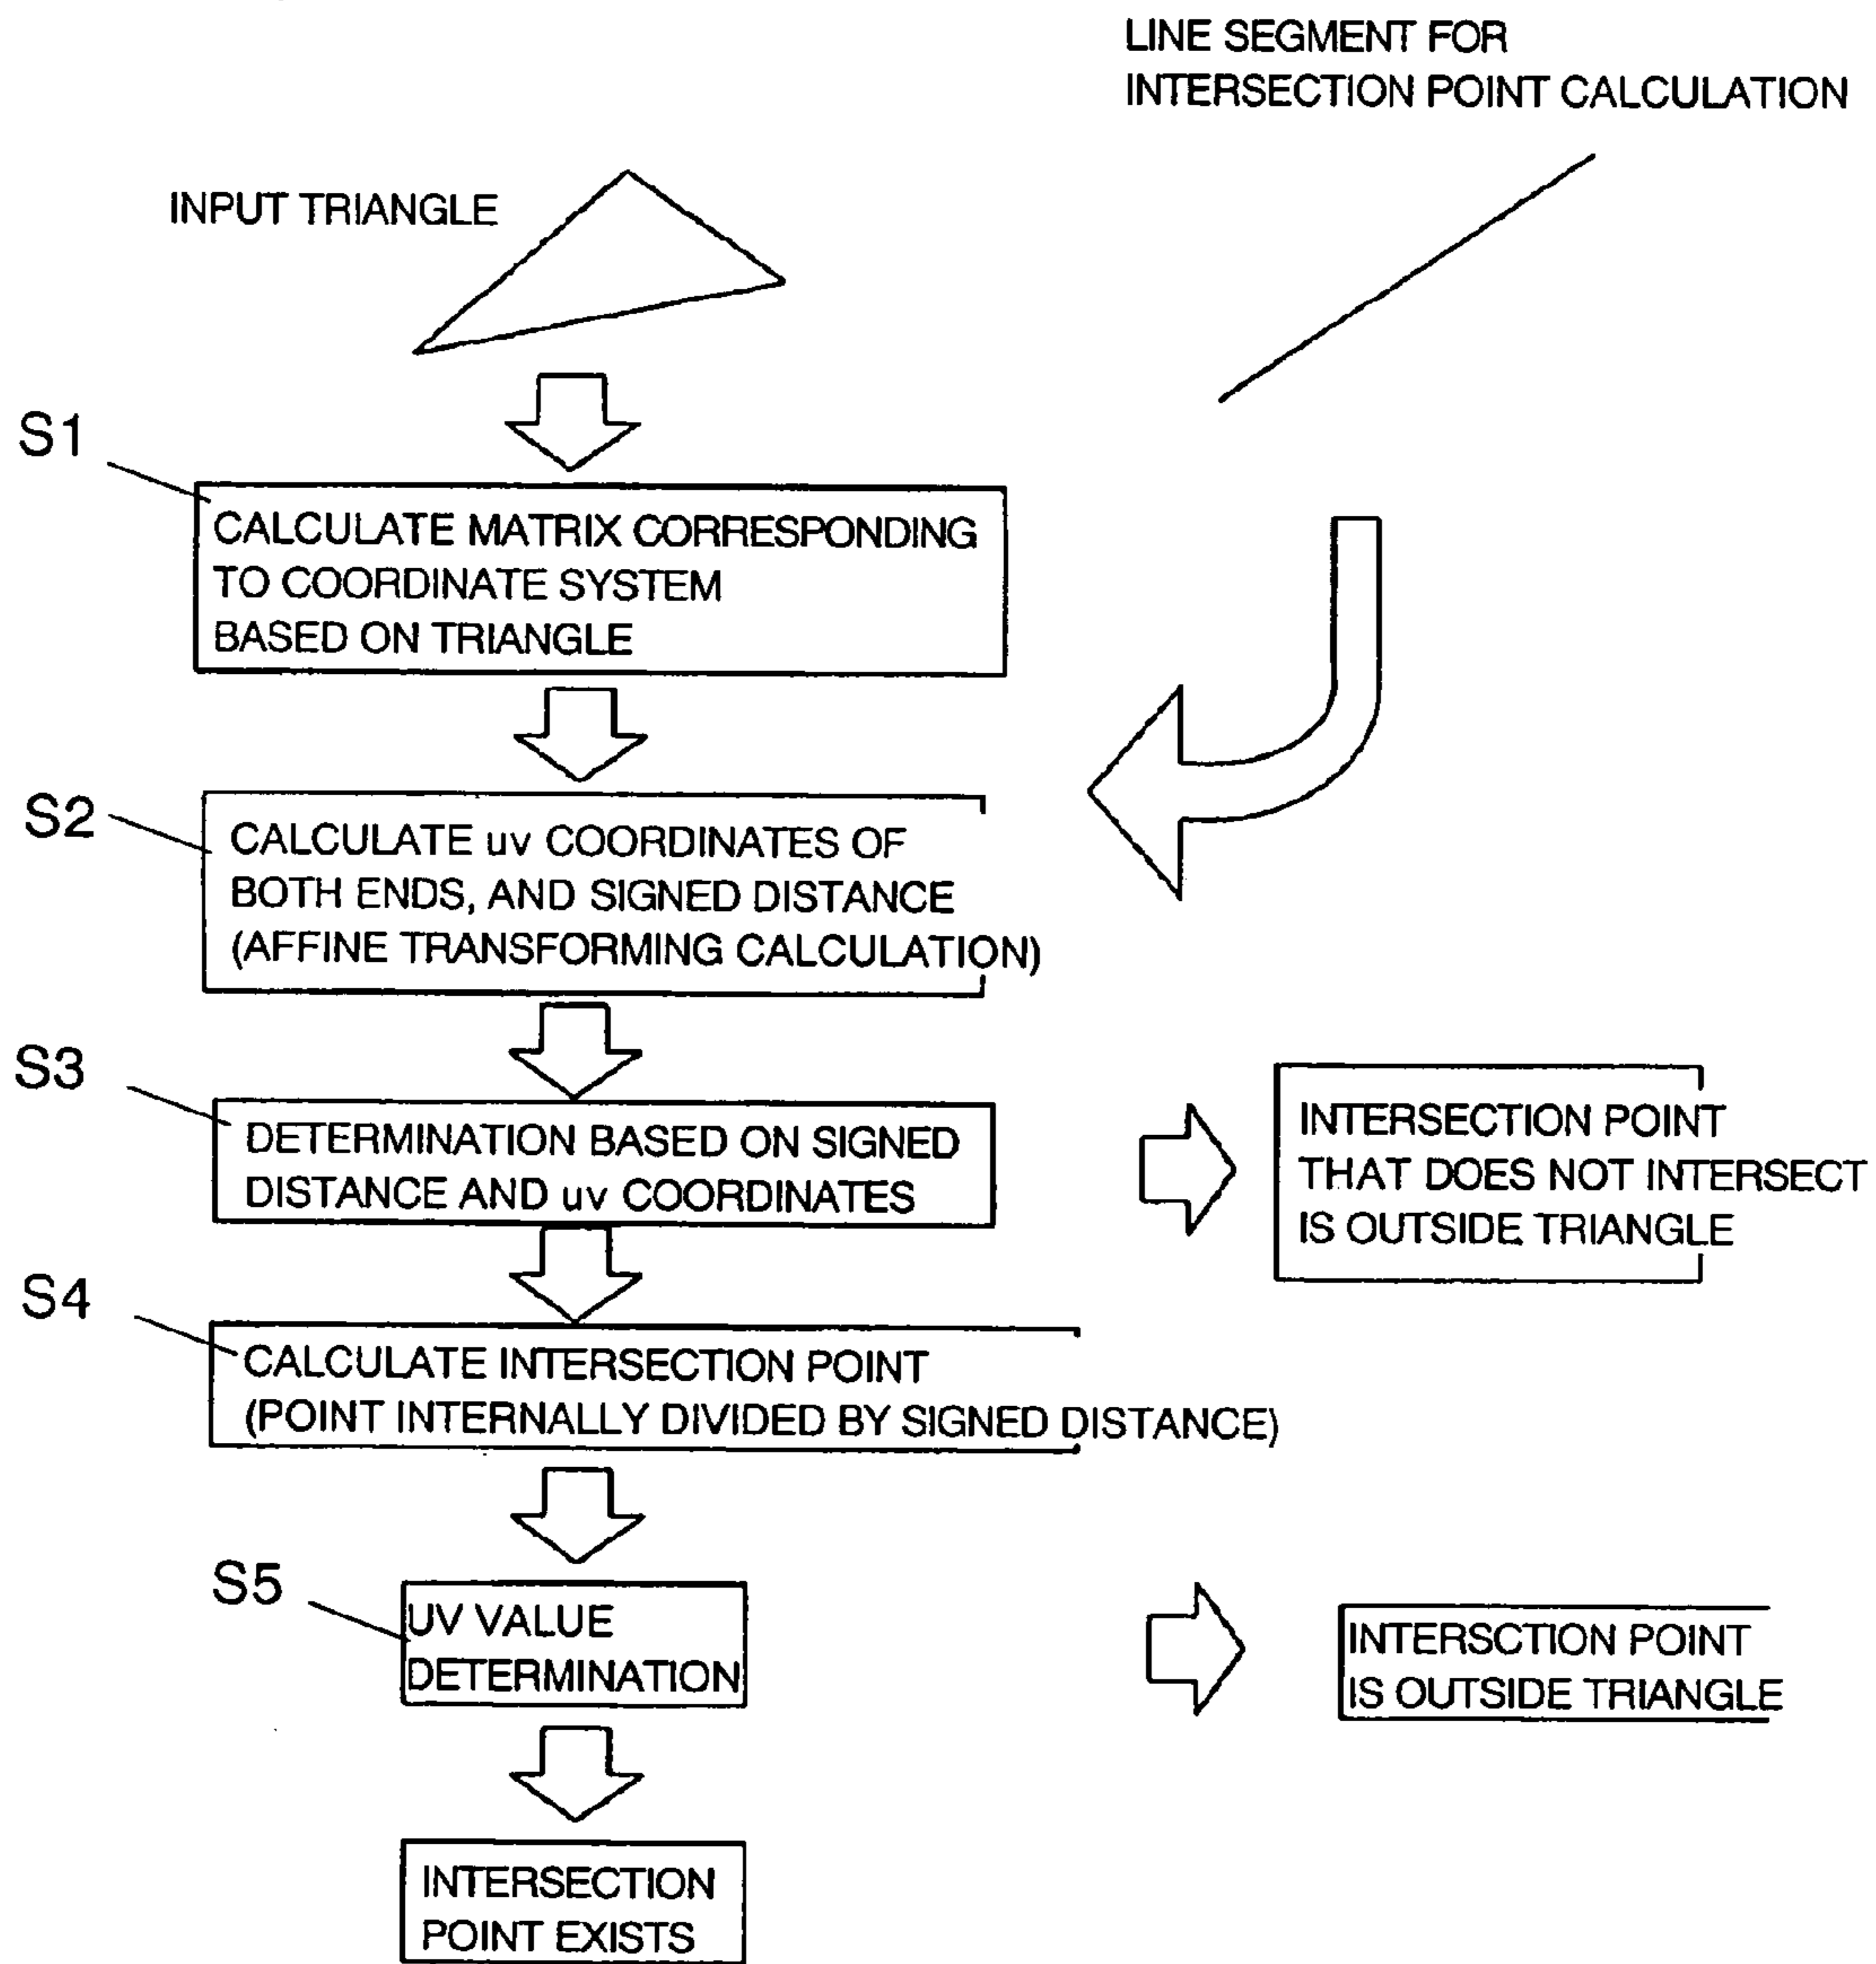 LINE SEGMENT FOR
INTERSECTION POINT CALCULATION
INPUT TRIANGLE
S1
CALCULATE MATRIX CORRESPONDING
TO COORDINATE SYSTEM
BASED ON TRIANGLE
S2
CALCULATE uv COORDINATES OF
BOTH ENDS, AND SIGNED DISTANCE
(AFFINE TRANSFORMING CALCULATION)
S3
DETERMINATION BASED ON SIGNED
DISTANCE AND uv COORDINATES
INTERSECTION POINT
THAT DOES NOT INTERSECT
IS OUTSIDE TRIANGLE
S4
CALCULATE INTERSECTION POINT
(POINT INTERNALLY DIVIDED BY SIGNED DISTANCE)
S5
UV VALUE
DETERMINATION
INTERSCTION POINT
IS OUTSIDE TRIANGLE
INTERSECTION
POINT EXISTS